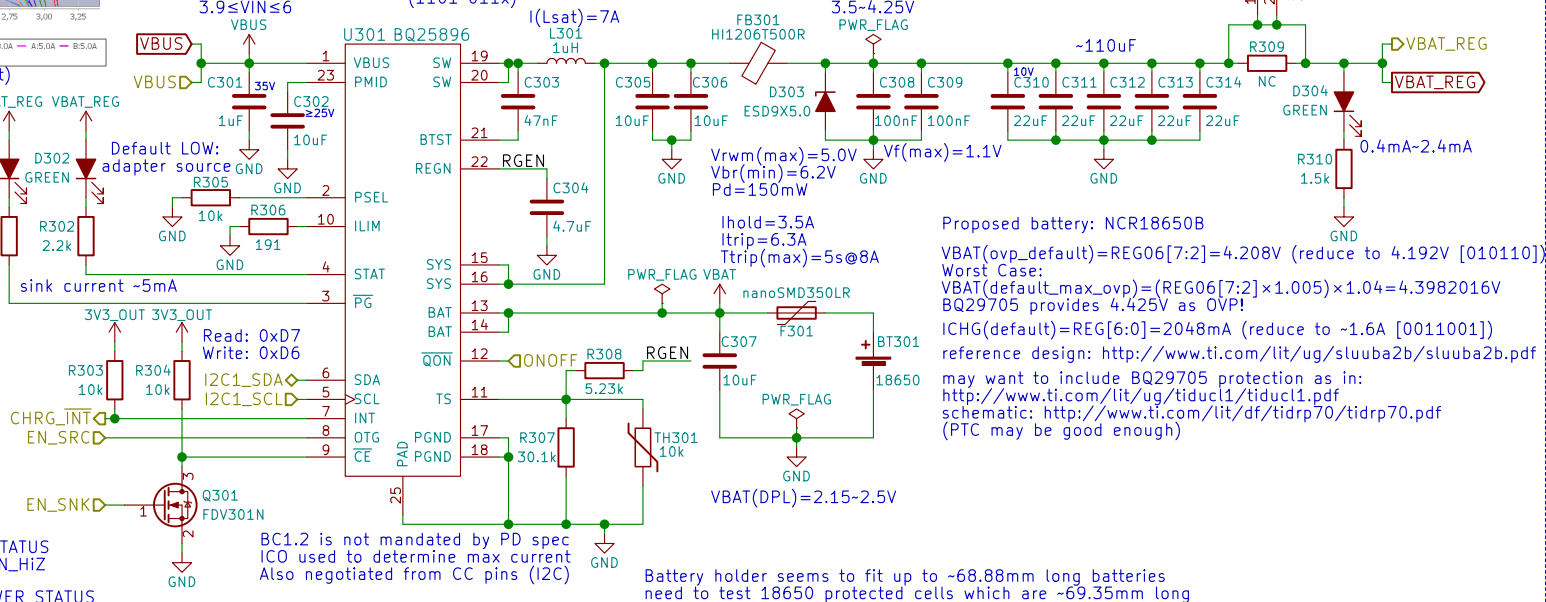 2,75 3,00 3,25
.0A A:5.0A B:5.0A
3.9≤VIN≤6
VBUS
VBUS
VBUS
C301
35V
1uF
GND
C302
≥25V
10uF
GND
T_REG VBAT_REG
D302
GREEN
R302
2.2k
sink current ~5mA
Default LOW:
adapter source
R305
10k
GND
R306
191
GND
U301 BQ25896
1 VBUS
23 PMID
2 PSEL
10 ILIM
4 STAT
3 PG
6 SDA
5 SCL
7 INT
8 OTG
9 CE
SW 19
SW 20
BTST 21
REGN 22
SYS 15
SYS 16
BAT 13
BAT 14
QON 12
TS 11
PGND 17
PGND 18
PAD
25
3V3_OUT 3V3_OUT
Read: 0xD7
Write: 0xD6
R303
10k
R304
10k
I2C1_SDA
I2C1_SCL
CHRG_INT
EN_SRC
EN_SNK
Q301
FDV301N
1
2
3
GND
TATUS
N_HiZ
WER STATUS
BC1.2 is not mandated by PD spec
ICO used to determine max current
Also negotiated from CC pins (I2C)
I(Lsat)=7A
L301
1uH
C303
47nF
RGEN
C304
4.7uF
GND
C305
10uF
C306
10uF
GND
FB301
HI1206T500R
3.5~4.25V
PWR_FLAG
D303
ESD9X5.0
C308
100nF
C309
100nF
GND
Vf(max)=1.1V
Vrwm(max)=5.0V
Vbr(min)=6.2V
Pd=150mW
~110uF
10V
C310
22uF
C311
22uF
C312
22uF
C313
22uF
C314
22uF
GND
R309
NC
VBAT_REG
VBAT_REG
D304
GREEN
0.4mA~2.4mA
R310
1.5k
GND
Ihold=3.5A
Itrip=6.3A
Ttrip(max)=5s@8A
PWR_FLAG VBAT
nanoSMD350LR
F301
C307
10uF
BT301
18650
PWR_FLAG
GND
VBAT(DPL)=2.15~2.5V
ONOFF
R308
5.23k
RGEN
R307
30.1k
TH301
10k
GND
Proposed battery: NCR18650B
VBAT(ovp_default)=REG06[7:2]=4.208V (reduce to 4.192V [010110])
Worst Case:
VBAT(default_max_ovp)=(REG06[7:2]×1.005)×1.04=4.3982016V
BQ29705 provides 4.425V as OVP!
ICHG(default)=REG[6:0]=2048mA (reduce to ~1.6A [0011001])
reference design: http://www.ti.com/lit/ug/sluuba2b/sluuba2b.pdf
may want to include BQ29705 protection as in:
http://www.ti.com/lit/ug/tiducl1/tiducl1.pdf
schematic: http://www.ti.com/lit/df/tidrp70/tidrp70.pdf
(PTC may be good enough)
Battery holder seems to fit up to ~68.88mm long batteries
need to test 18650 protected cells which are ~69.35mm long